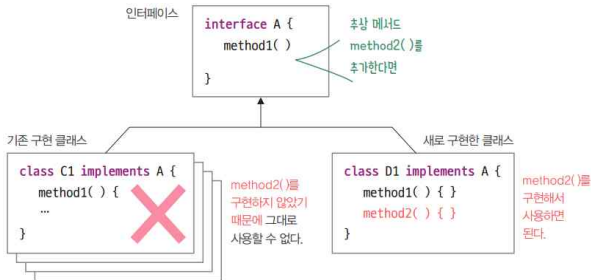 인터페이스
interface A {
method1( )
}
추상 메서드
method2( )를
추가한다면
기존 구현 클래스
class C1 implements A {
method1( ) {
…
}
method2( )를
구현하지 않았기
때문에 그대로
사용할 수 없다.
새로 구현한 클래스
class D1 implements A {
method1( ) { }
method2( ) { }
}
method2( )를
구현해서
사용하면
된다.